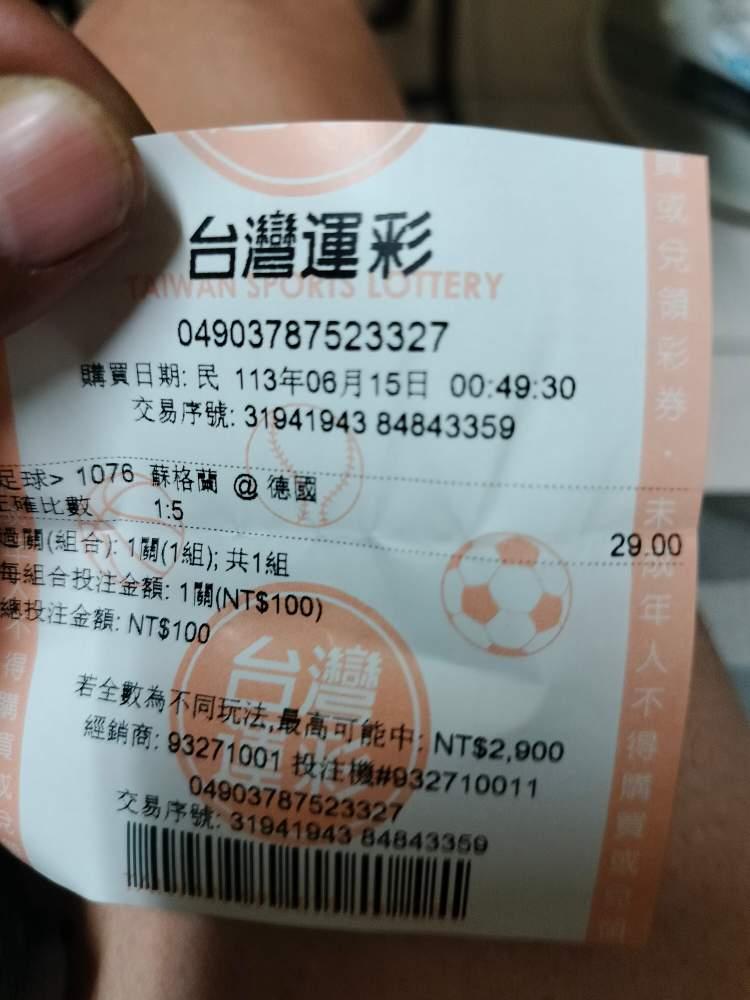 台灣運彩
TAIWAN SPORTS LOTTERY
04903787523327
購買日期: 民 113年06月15日 00:49:30
交易序號: 31941943 84843359
足球> 1076 蘇格蘭 @ 德國
正確比數 1:5 29.00
過關(組合): 1關(1組); 共1組
每組合投注金額: 1關(NT$100)
總投注金額: NT$100
台灣
運彩
若全數為不同玩法,最高可能中: NT$2,900
經銷商: 93271001 投注機#932710011
04903787523327
交易序號: 31941943 84843359
或兌領彩券.未成年人不得購買或兌領
不得購買或兌